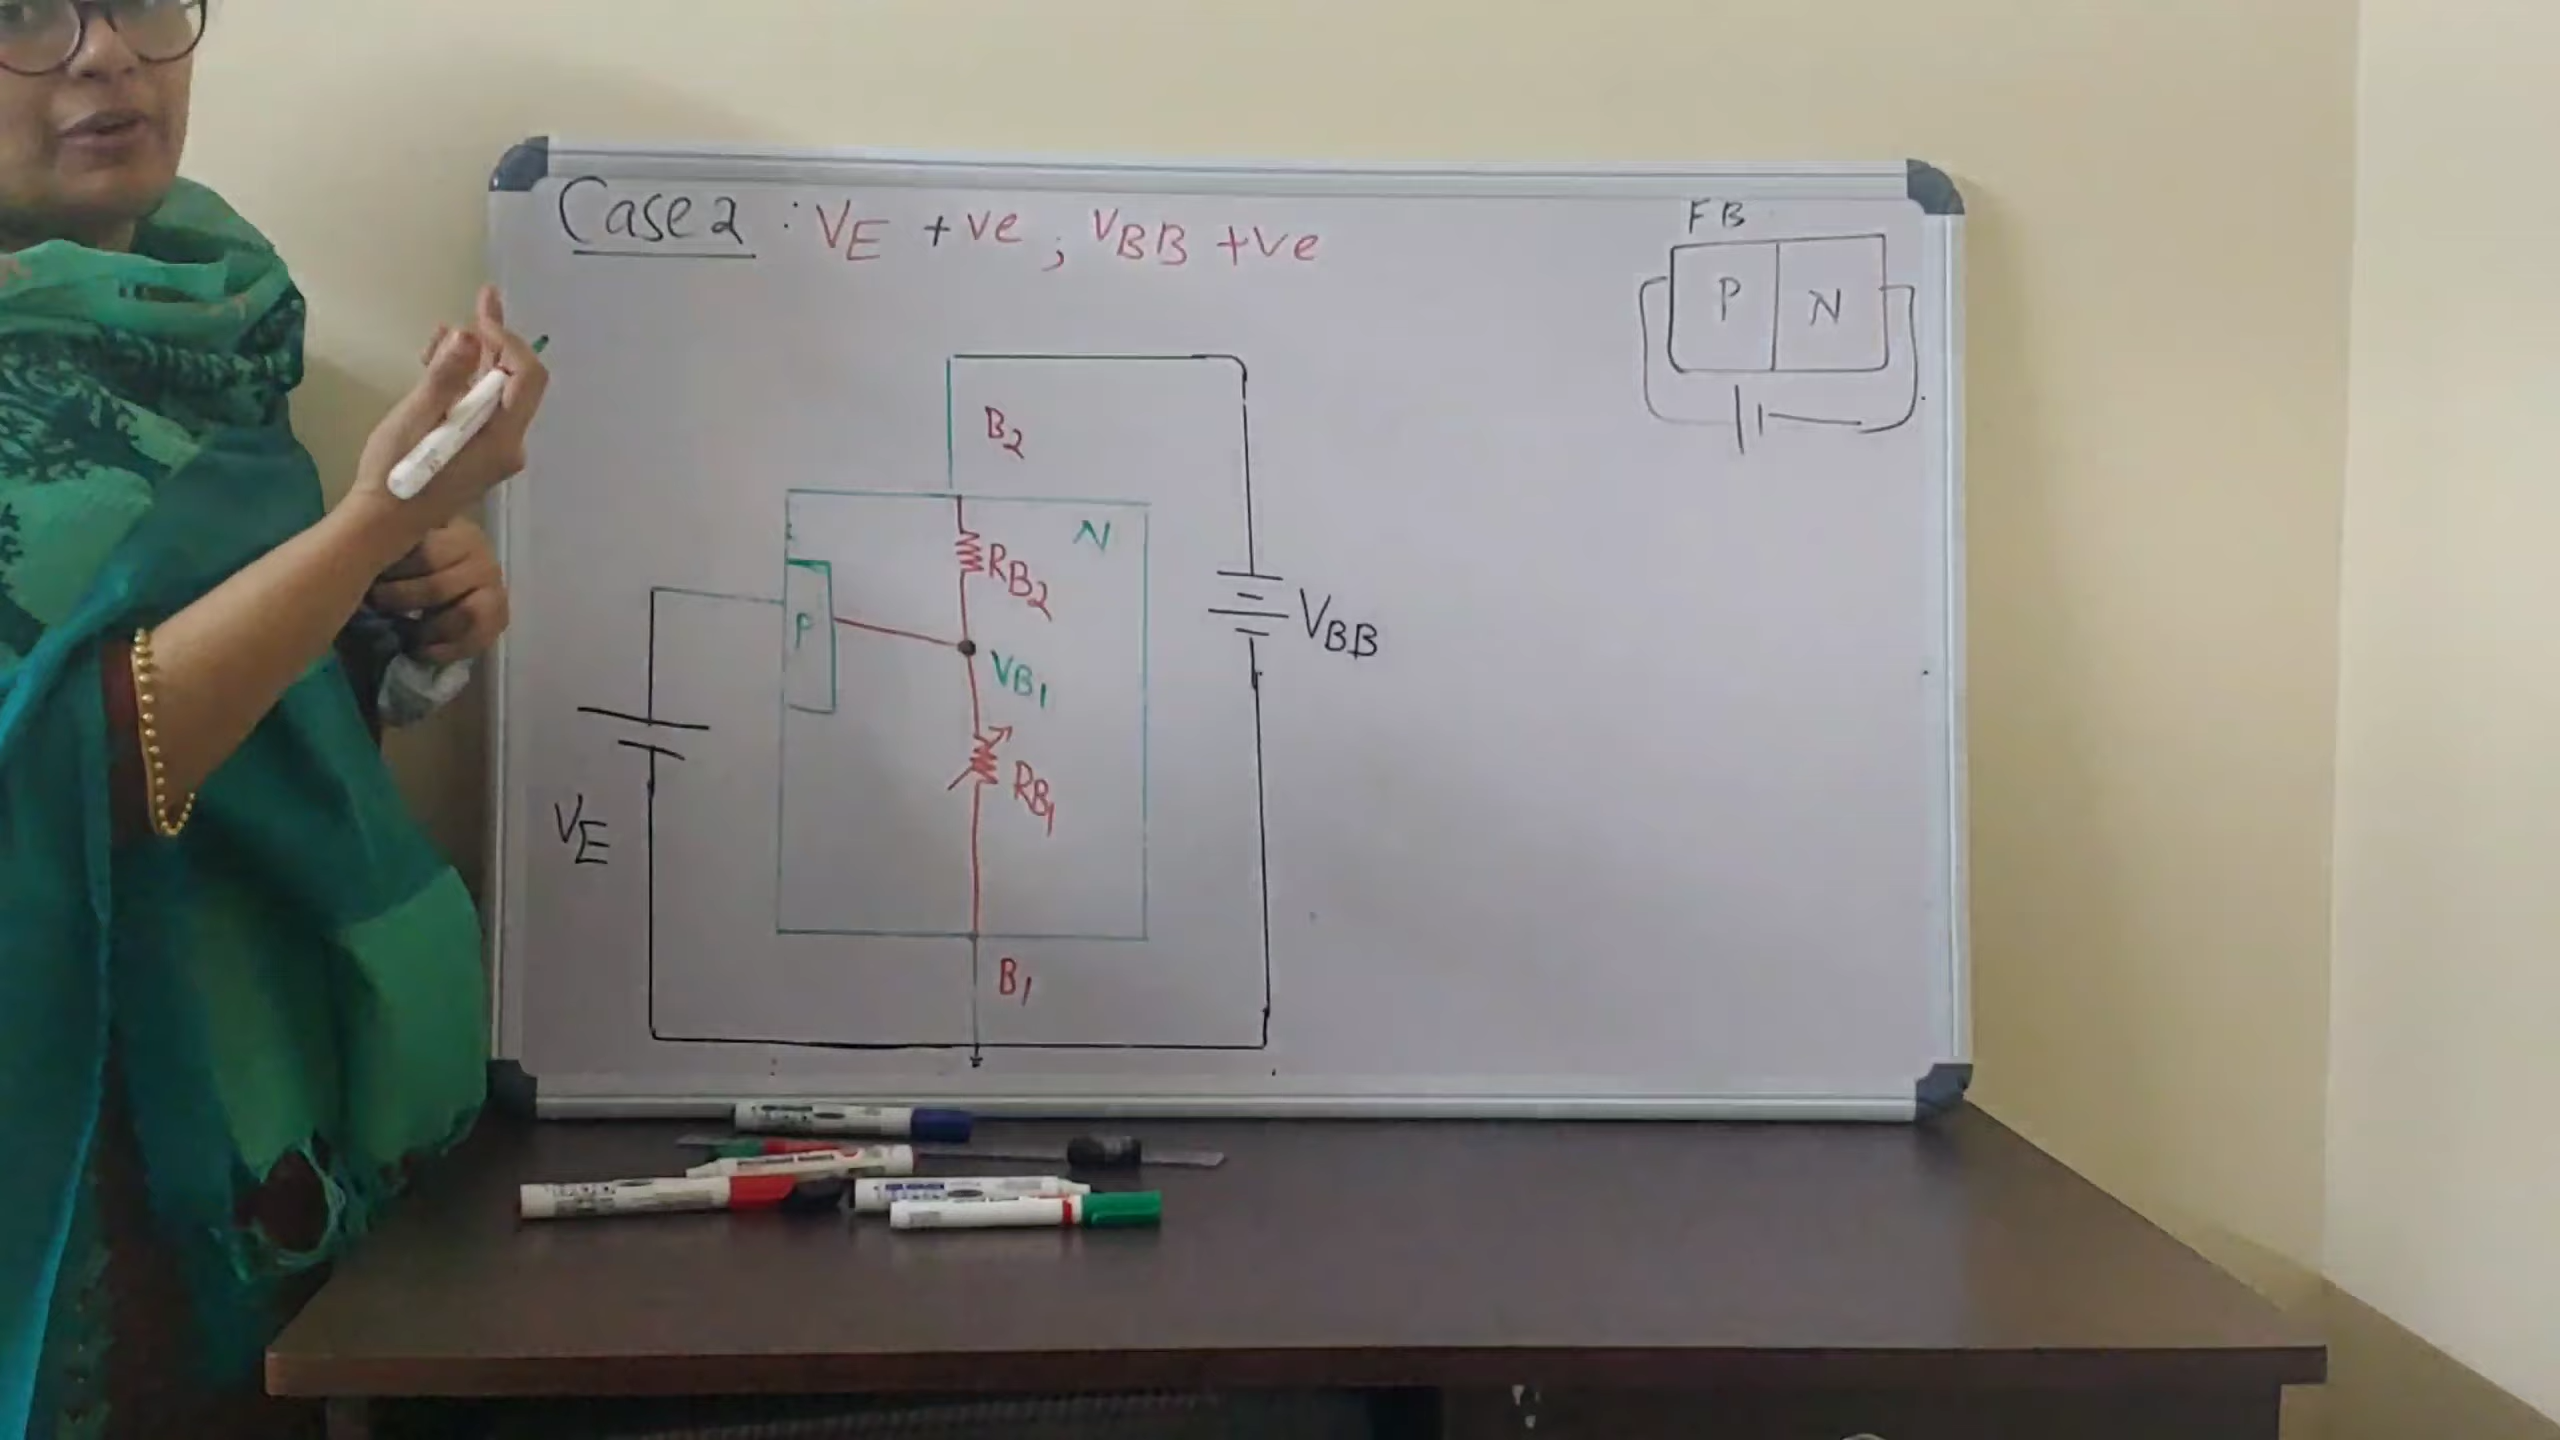 Case 2 : VE +ve , VBB +ve
FB
P N
B2
N
RB2
P
VB1
VBB
RB1
VE
B1